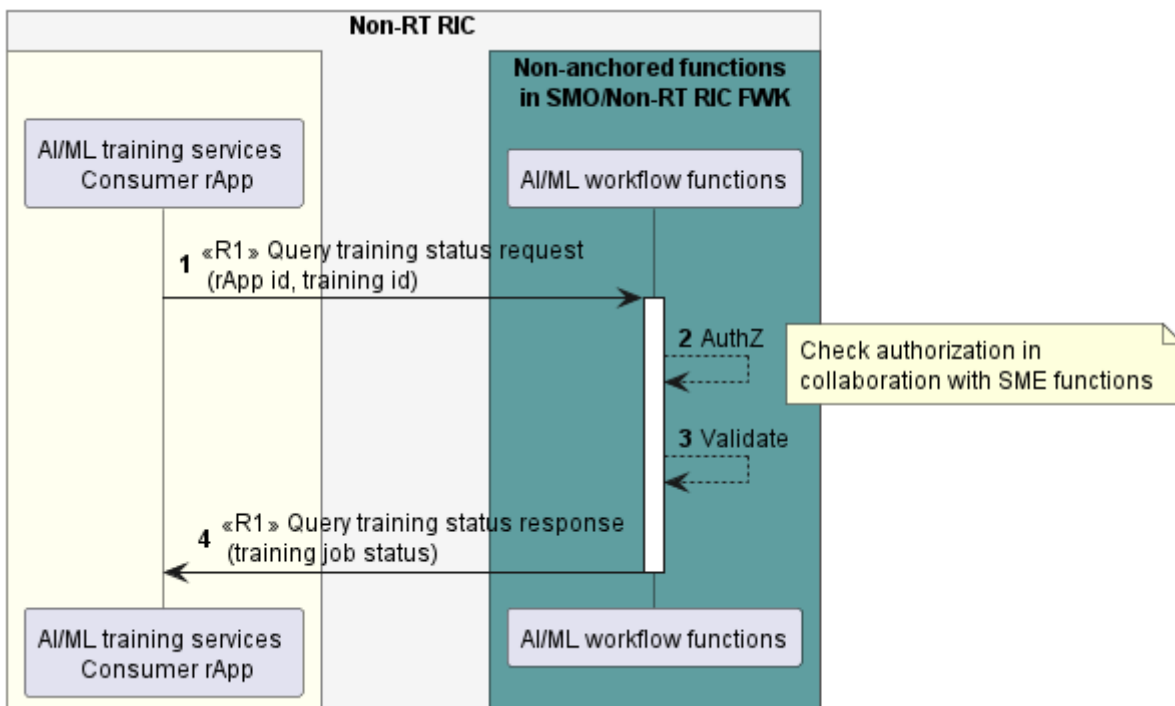 Non-RT RIC
Non-anchored functions
in SMO/Non-RT RIC FWK
AI/ML training services
Consumer rApp
AI/ML workflow functions
1 «R1» Query training status request
(rApp id, training id)
2 AuthZ
Check authorization in
collaboration with SME functions
3 Validate
4 «R1» Query training status response
(training job status)
AI/ML training services
Consumer rApp
AI/ML workflow functions